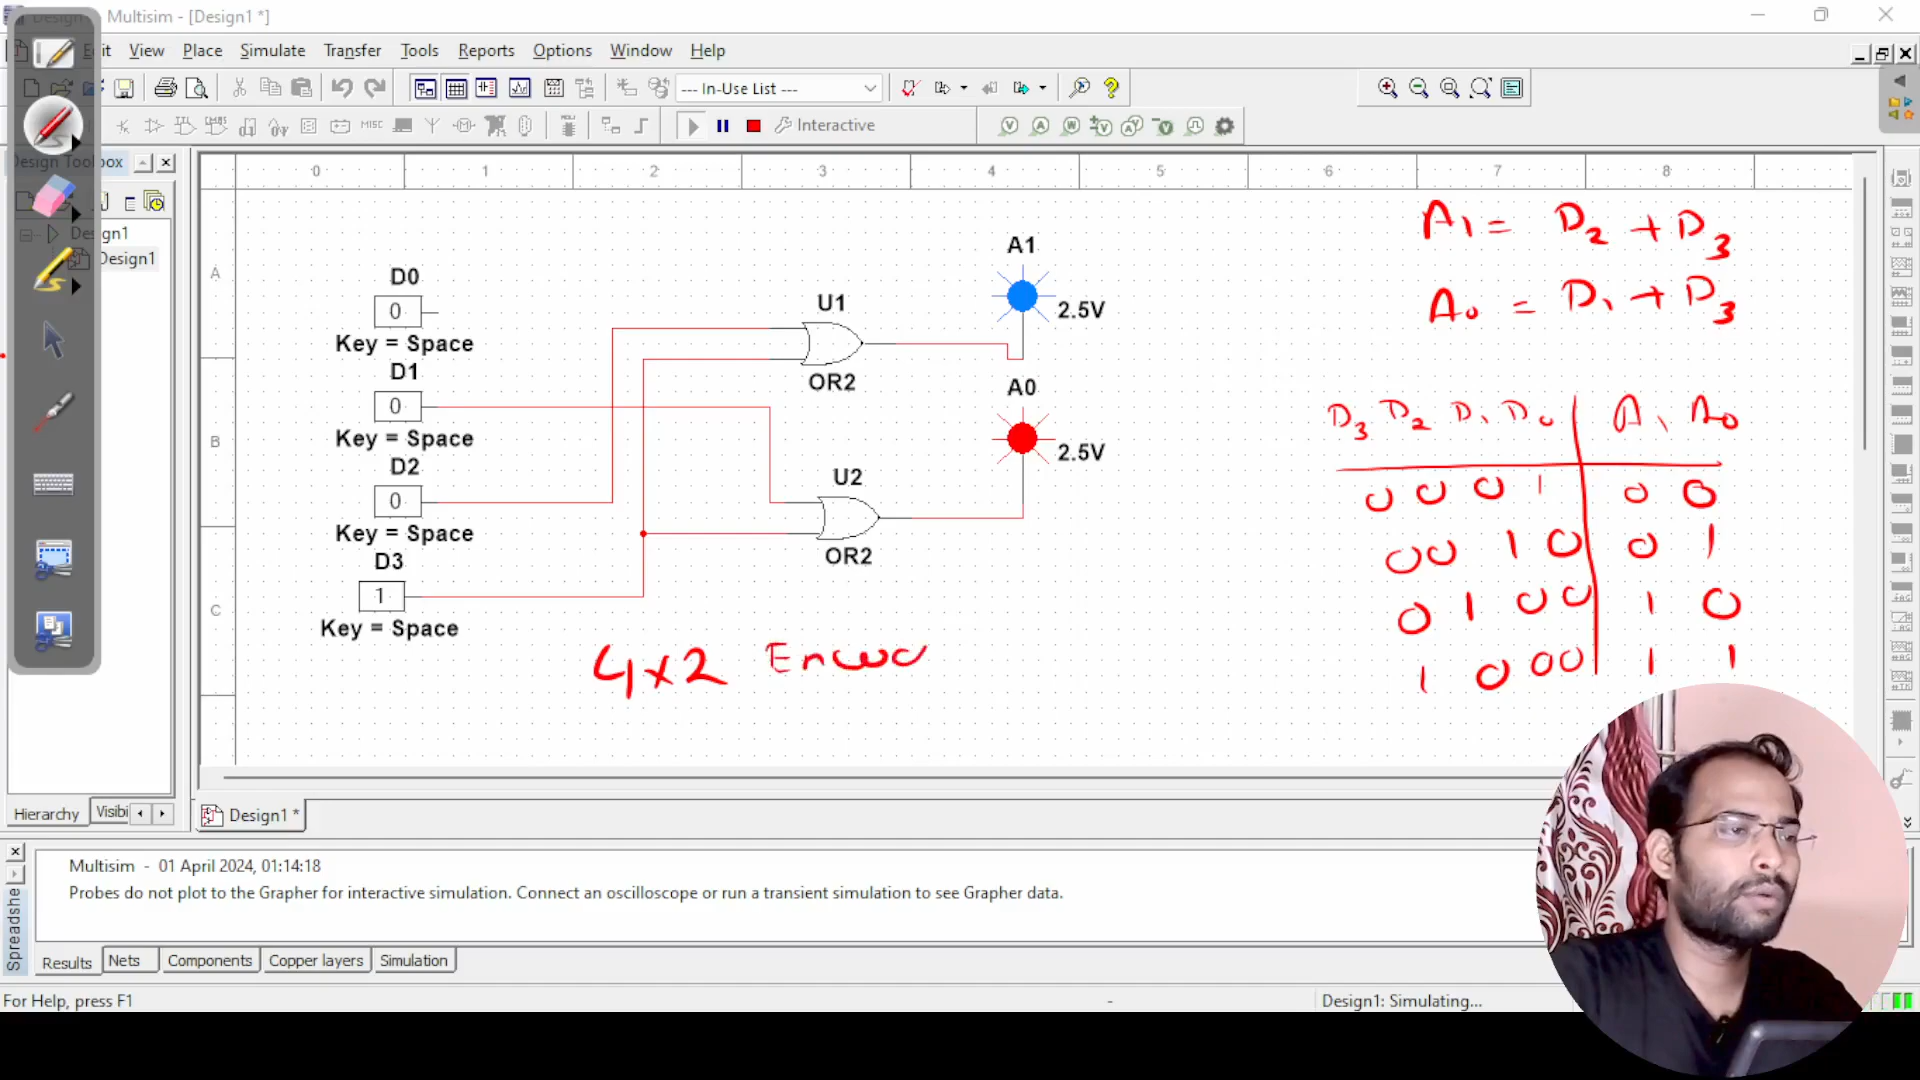 Multisim - [Design1 *]
View Place Simulate Transfer Tools Reports Options Window Help
--- In-Use List ---
MISC
Interactive
Design Toolbox
Design1
Design1
0 1 2 3 4 5 6 7 8
A
B
C
D0
0
Key = Space
D1
0
Key = Space
D2
0
Key = Space
D3
1
Key = Space
U1
OR2
U2
OR2
A1
2.5V
A0
2.5V
A1 = D2 + D3
A0 = D1 + D3
D3 D2 D1 D0 A1 A0
0 0 0 1 0 0
0 0 1 0 0 1
0 1 0 0 1 0
1 0 0 0 1 1
4x2
Hierarchy Visibi
Design1 *
Multisim - 01 April 2024, 01:14:18
Probes do not plot to the Grapher for interactive simulation. Connect an oscilloscope or run a transient simulation to see Grapher data.
Spreadshe
Results Nets Components Copper layers Simulation
For Help, press F1
-
Design1: Simulating...